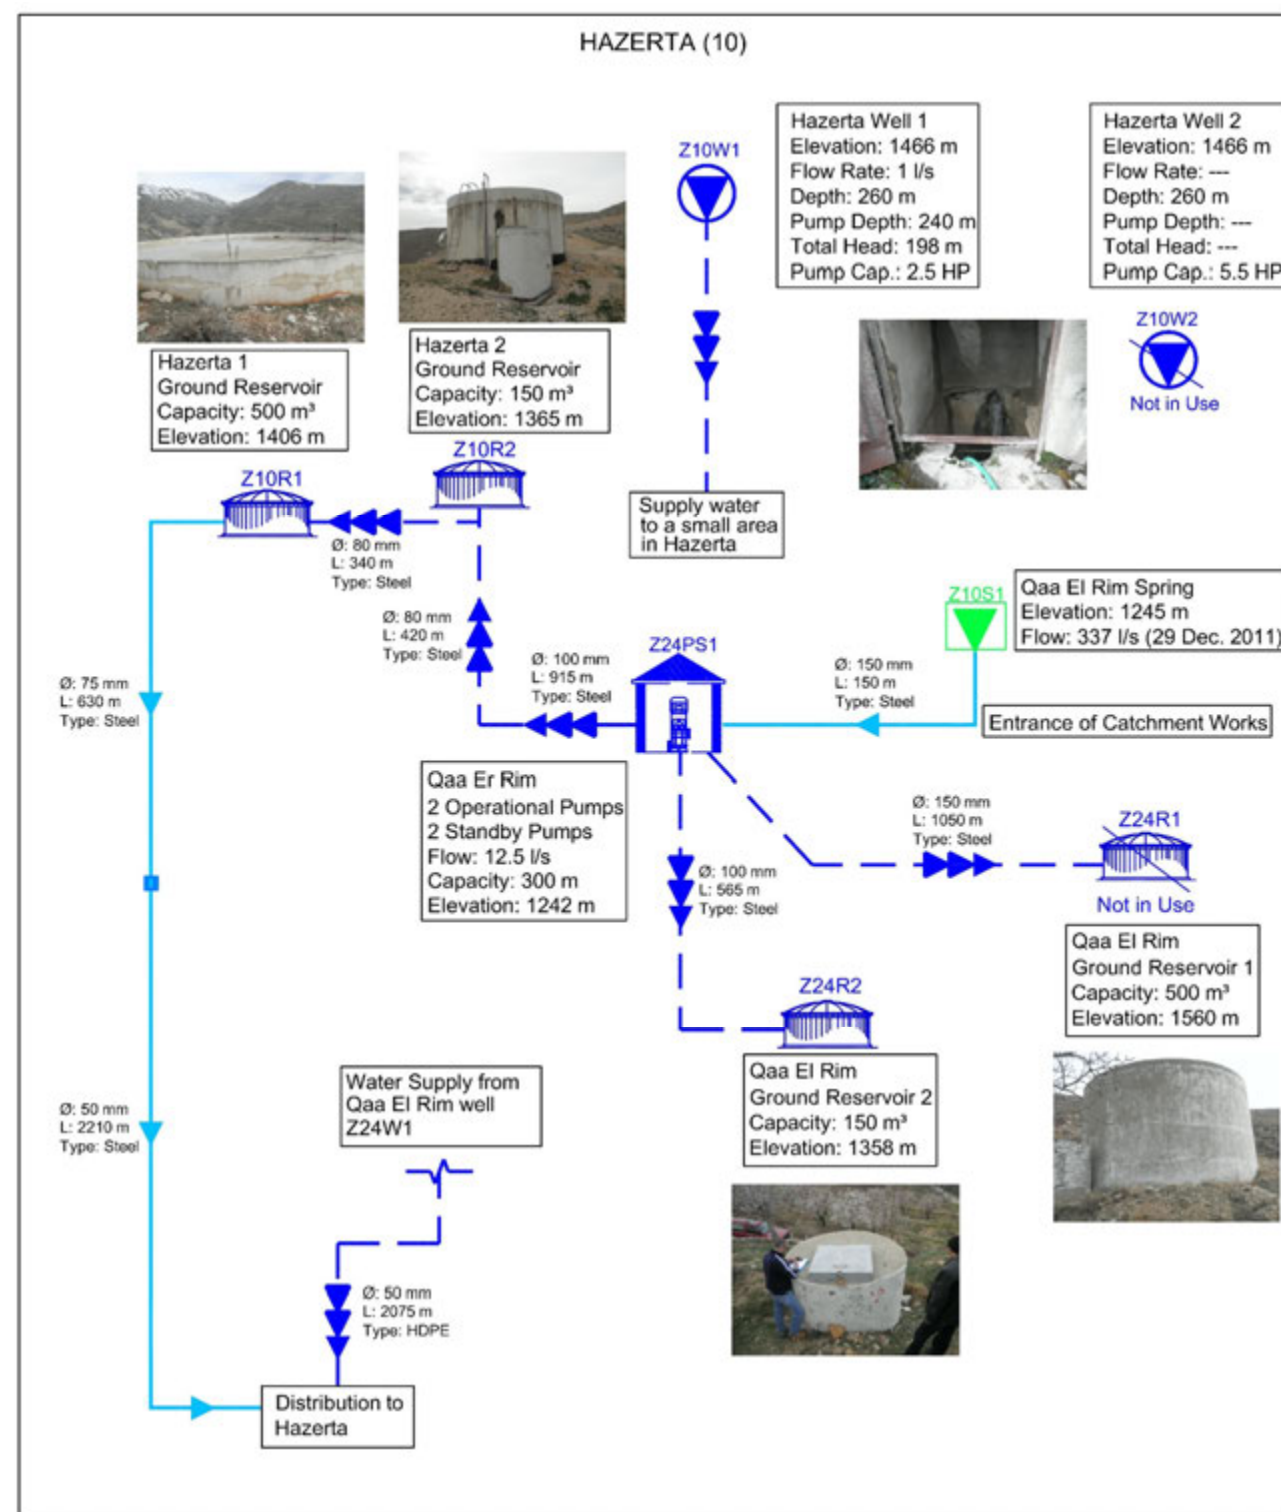 HAZERTA (10)
Z10W1
Hazerta Well 1
Elevation: 1466 m
Flow Rate: 1 l/s
Depth: 260 m
Pump Depth: 240 m
Total Head: 198 m
Pump Cap.: 2.5 HP
Hazerta Well 2
Elevation: 1466 m
Flow Rate: ---
Depth: 260 m
Pump Depth: ---
Total Head: ---
Pump Cap.: 5.5 HP
Z10W2
Not in Use
Hazerta 1
Ground Reservoir
Capacity: 500 m³
Elevation: 1406 m
Hazerta 2
Ground Reservoir
Capacity: 150 m³
Elevation: 1365 m
Z10R1
Z10R2
Supply water
to a small area
in Hazerta
Ø: 80 mm
L: 340 m
Type: Steel
Ø: 80 mm
L: 420 m
Type: Steel
Z10S1
Qaa El Rim Spring
Elevation: 1245 m
Flow: 337 l/s (29 Dec. 2011)
Z24PS1
Ø: 100 mm
L: 915 m
Type: Steel
Ø: 150 mm
L: 150 m
Type: Steel
Entrance of Catchment Works
Ø: 75 mm
L: 630 m
Type: Steel
Qaa Er Rim
2 Operational Pumps
2 Standby Pumps
Flow: 12.5 l/s
Capacity: 300 m
Elevation: 1242 m
Ø: 150 mm
L: 1050 m
Type: Steel
Z24R1
Not in Use
Ø: 100 mm
L: 565 m
Type: Steel
Qaa El Rim
Ground Reservoir 1
Capacity: 500 m³
Elevation: 1560 m
Z24R2
Qaa El Rim
Ground Reservoir 2
Capacity: 150 m³
Elevation: 1358 m
Water Supply from
Qaa El Rim well
Z24W1
Ø: 50 mm
L: 2210 m
Type: Steel
Ø: 50 mm
L: 2075 m
Type: HDPE
Distribution to
Hazerta